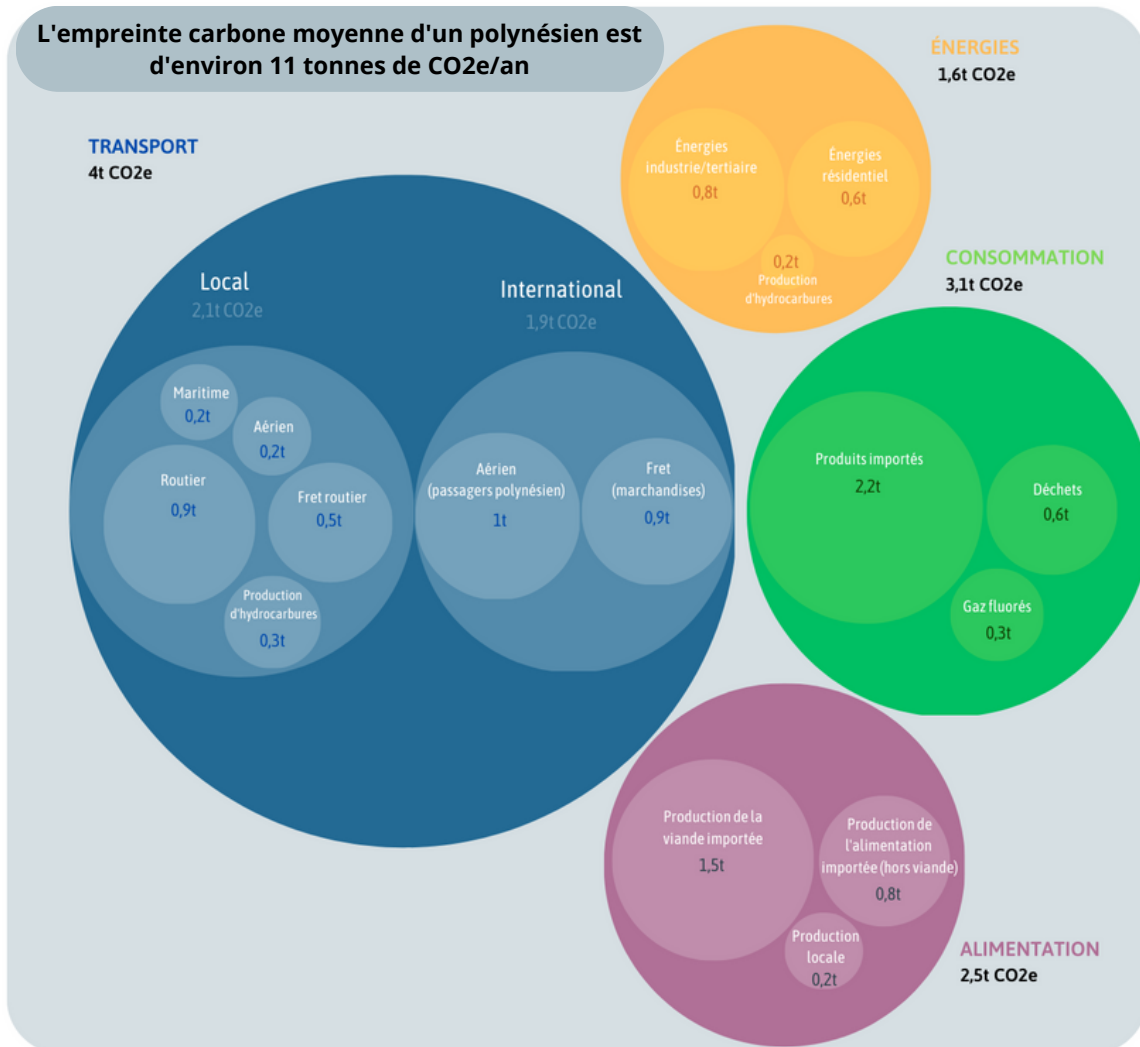 L'empreinte carbone moyenne d'un polynésien est
d'environ 11 tonnes de CO2e/an
TRANSPORT
4t CO2e
Local
2,1t CO2e
Maritime
0,2t
Aérien
0,2t
Routier
0,9t
Fret routier
0,5t
Production
d'hydrocarbures
0,3t
International
1,9t CO2e
Aérien
(passagers polynésien)
1t
Fret
(marchandises)
0,9t
ÉNERGIES
1,6t CO2e
Énergies
industrie/tertiaire
0,8t
Énergies
résidentiel
0,6t
0,2t
Production
d'hydrocarbures
CONSOMMATION
3,1t CO2e
Produits importés
2,2t
Déchets
0,6t
Gaz fluorés
0,3t
Production de la
viande importée
1,5t
Production de
l'alimentation
importée (hors viande)
0,8t
Production
locale
0,2t
ALIMENTATION
2,5t CO2e